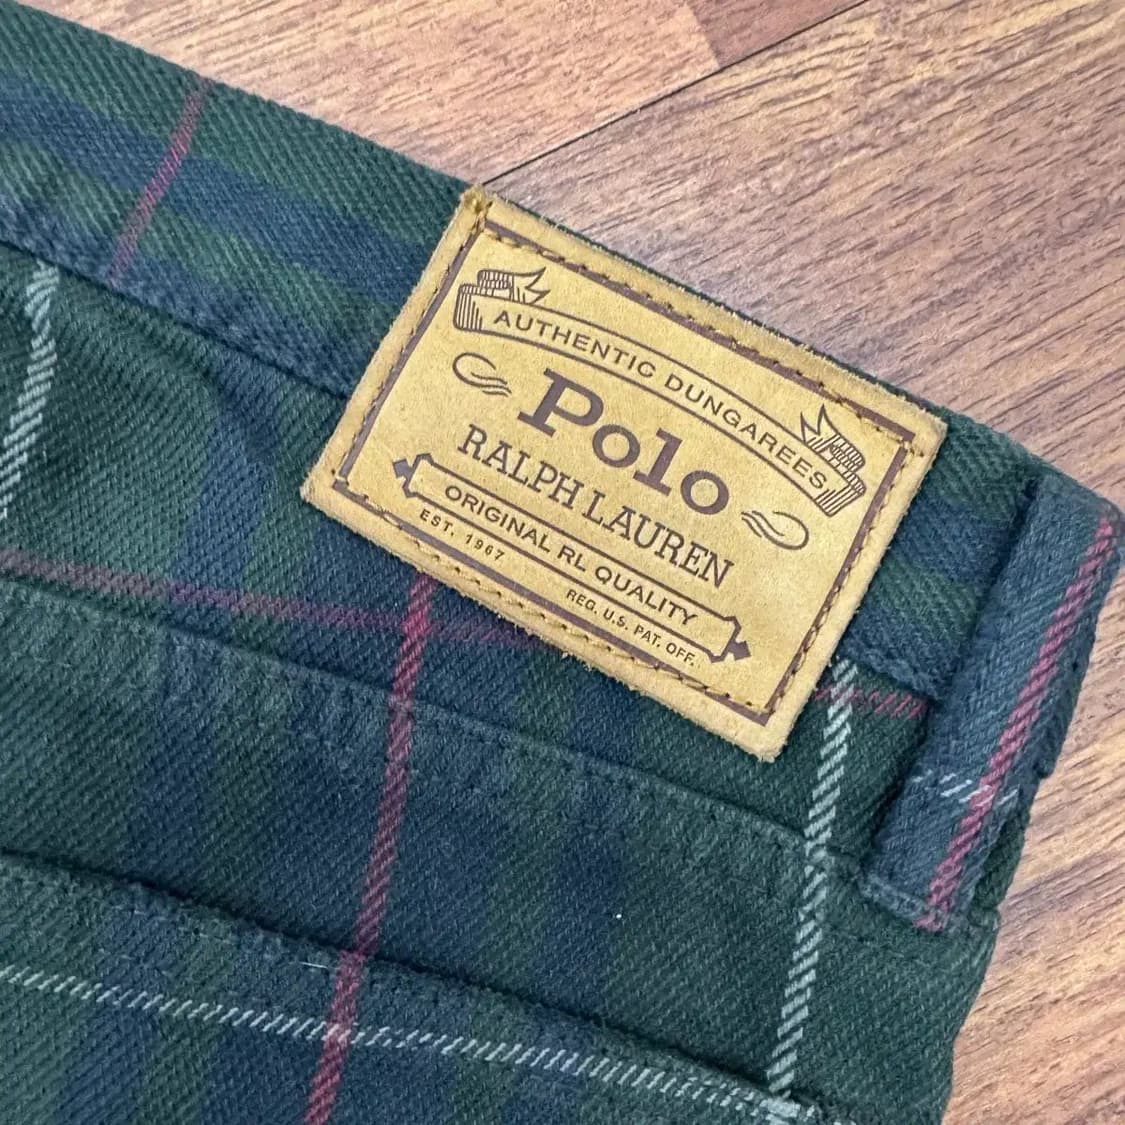 AUTHENTIC DUNGAREES
Polo
RALPH LAUREN
ORIGINAL RL QUALITY
EST. 1967
REG. U.S. PAT. OFF.